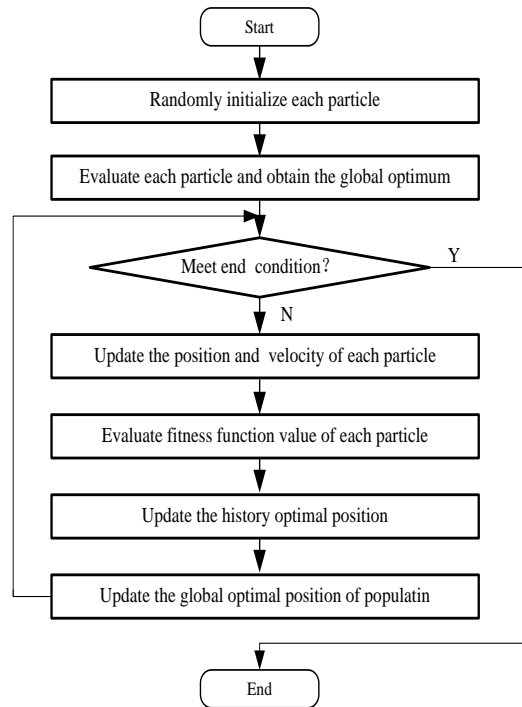 Start
Randomly initialize each particle
Evaluate each particle and obtain the global optimum
Meet end condition？
Y
N
Update the position and velocity of each particle
Evaluate fitness function value of each particle
Update the history optimal position
Update the global optimal position of populatin
End